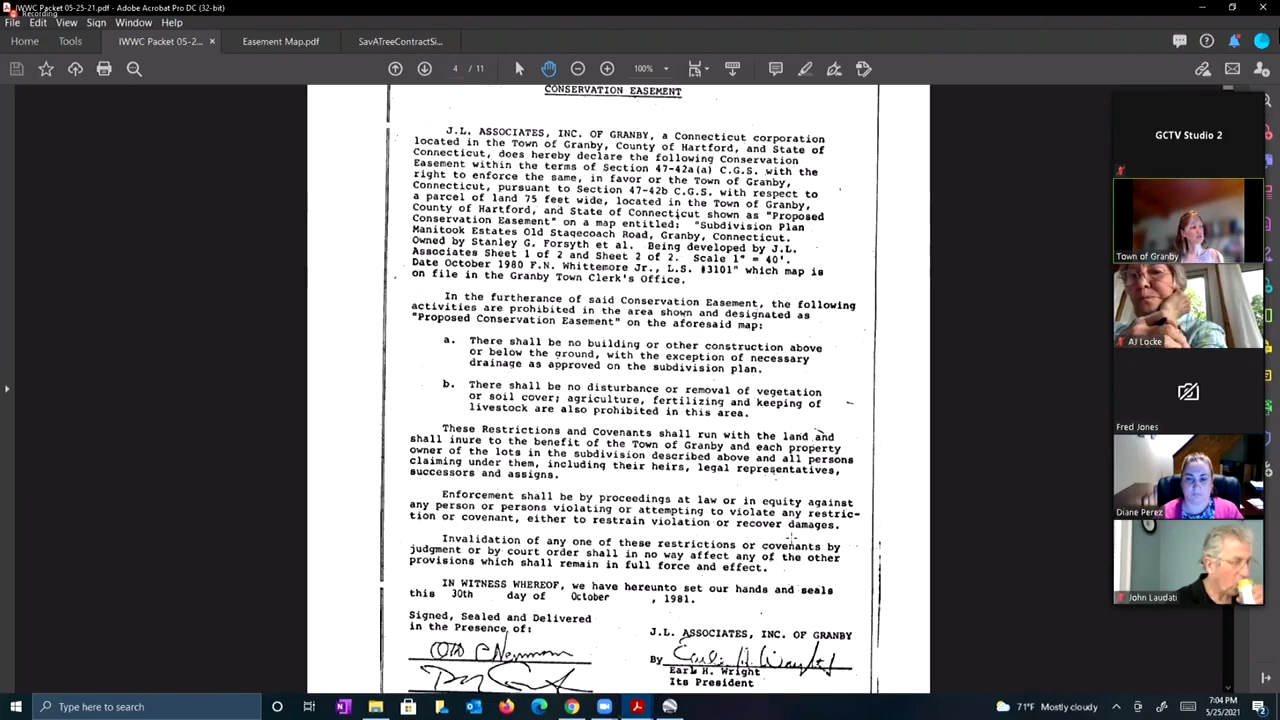 IWWC Packet 05-25-21.pdf - Adobe Acrobat Pro DC (32-bit)
Recording
File Edit View Sign Window Help
Home Tools IWWC Packet 05-2... × Easement Map.pdf SavATreeContractSi...
4 / 11 100%
CONSERVATION EASEMENT
J.L. ASSOCIATES, INC. OF GRANBY, a Connecticut corporation
located in the Town of Granby, County of Hartford, and State of
Connecticut, does hereby declare the following Conservation
Easement within the terms of Section 47-42a(a) C.G.S. with the
right to enforce the same, in favor or the Town of Granby,
Connecticut, pursuant to Section 47-42b C.G.S. with respect to
a parcel of land 75 feet wide, located in the Town of Granby,
County of Hartford, and State of Connecticut shown as "Proposed
Conservation Easement" on a map entitled: "Subdivision Plan
Manitook Estates Old Stagecoach Road, Granby, Connecticut.
Owned by Stanley G. Forsyth et al. Being developed by J.L.
Associates Sheet 1 of 2 and Sheet 2 of 2. Scale 1" = 40'.
Date October 1980 F.N. Whittemore Jr., L.S. #3101" which map is
on file in the Granby Town Clerk's Office.
In the furtherance of said Conservation Easement, the following
activities are prohibited in the area shown and designated as
"Proposed Conservation Easement" on the aforesaid map:
a. There shall be no building or other construction above
or below the ground, with the exception of necessary
drainage as approved on the subdivision plan.
b. There shall be no disturbance or removal of vegetation
or soil cover; agriculture, fertilizing and keeping of
livestock are also prohibited in this area.
These Restrictions and Covenants shall run with the land and
shall inure to the benefit of the Town of Granby and each property
owner of the lots in the subdivision described above and all persons
claiming under them, including their heirs, legal representatives,
successors and assigns.
Enforcement shall be by proceedings at law or in equity against
any person or persons violating or attempting to violate any restric-
tion or covenant, either to restrain violation or recover damages.
Invalidation of any one of these restrictions or covenants by
judgment or by court order shall in no way affect any of the other
provisions which shall remain in full force and effect.
IN WITNESS WHEREOF, we have hereunto set our hands and seals
this 30th day of October , 1981.
Signed, Sealed and Delivered
in the Presence of:
J.L. ASSOCIATES, INC. OF GRANBY
By Earl H. Wright
Earl H. Wright
Its President
GCTV Studio 2
Town of Granby
AJ Locke
Fred Jones
Diane Perez
John Laudati
Type here to search
71°F Mostly cloudy
7:04 PM
5/25/2021